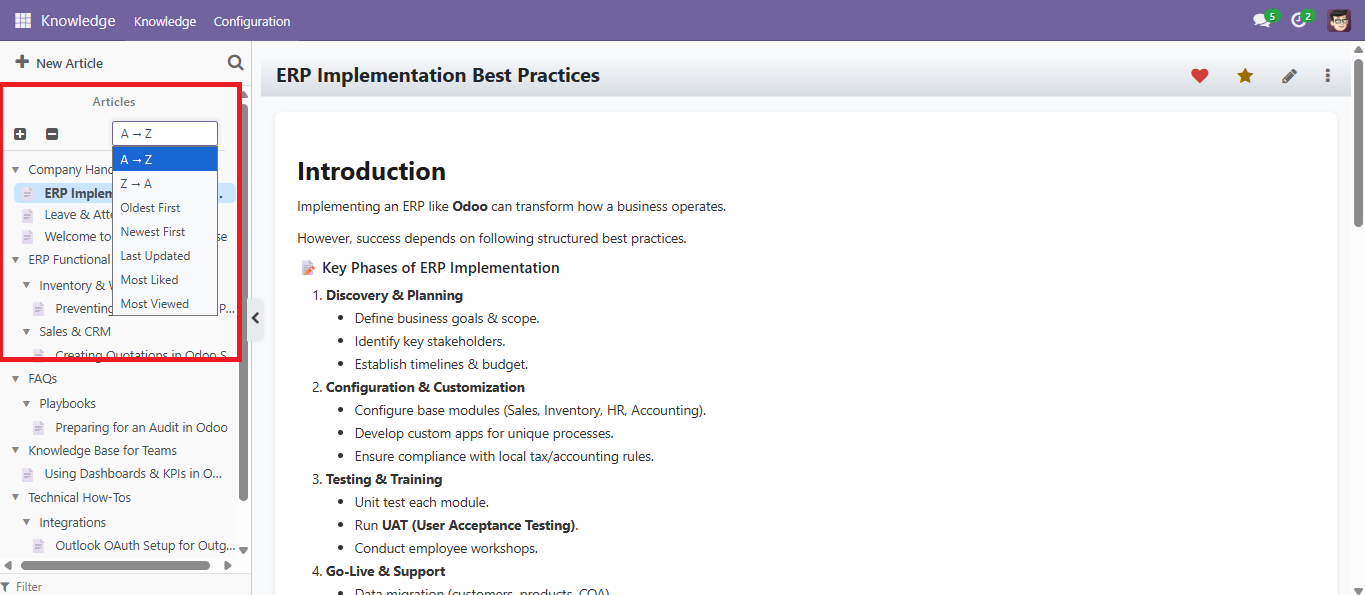 Knowledge Knowledge Configuration 5 2
New Article
Articles
A → Z
A → Z
Z → A
Oldest First
Newest First
Last Updated
Most Liked
Most Viewed
Company Hand
ERP Implem .
Leave & Atte
Welcome to se
ERP Functional
Inventory & W
Preventing P...
Sales & CRM
Creating Quotations in Odoo S
FAQs
Playbooks
Preparing for an Audit in Odoo
Knowledge Base for Teams
Using Dashboards & KPIs in O...
Technical How-Tos
Integrations
Outlook OAuth Setup for Outg...
Filter
ERP Implementation Best Practices
Introduction
Implementing an ERP like Odoo can transform how a business operates.
However, success depends on following structured best practices.
Key Phases of ERP Implementation
1. Discovery & Planning
• Define business goals & scope.
• Identify key stakeholders.
• Establish timelines & budget.
2. Configuration & Customization
• Configure base modules (Sales, Inventory, HR, Accounting).
• Develop custom apps for unique processes.
• Ensure compliance with local tax/accounting rules.
3. Testing & Training
• Unit test each module.
• Run UAT (User Acceptance Testing).
• Conduct employee workshops.
4. Go-Live & Support
• Data migration (customers, products, COA).